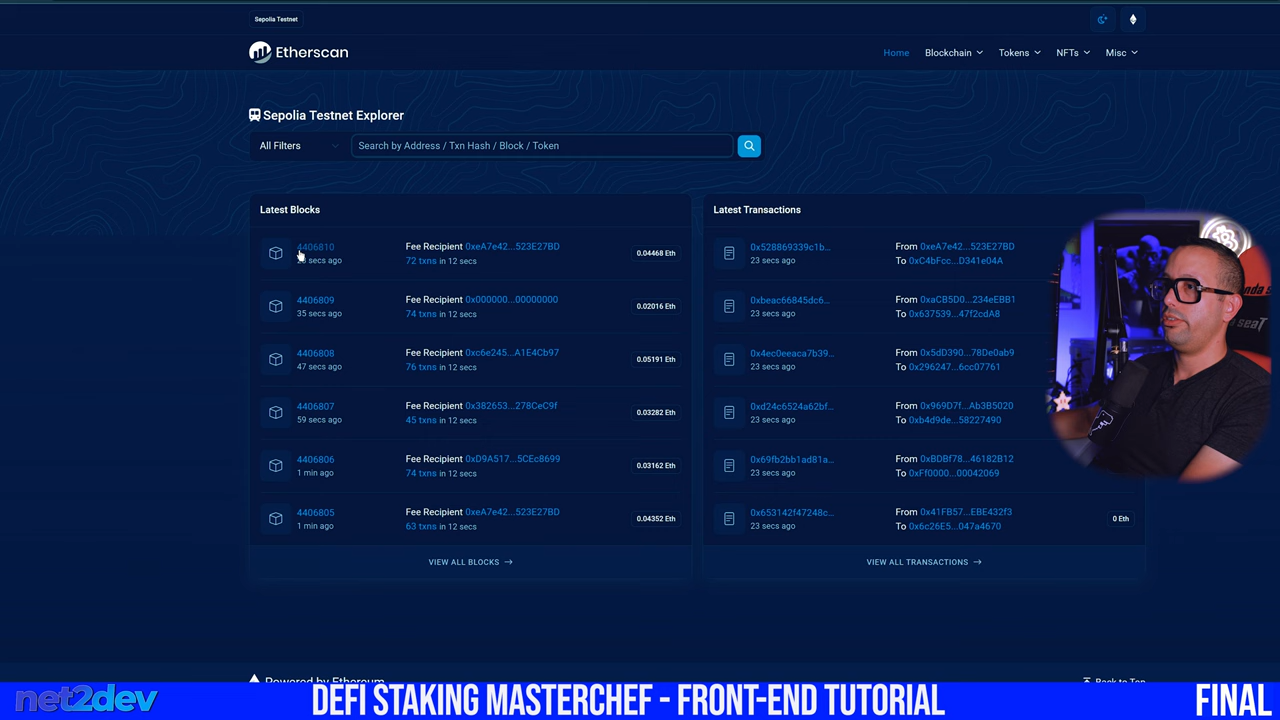 Sepolia Testnet
Etherscan
Home Blockchain Tokens NFTs Misc
Sepolia Testnet Explorer
All Filters
Search by Address / Txn Hash / Block / Token
Latest Blocks
4406810
secs ago
Fee Recipient 0xeA7e42...523E27BD
72 txns in 12 secs
0.04468 Eth
4406809
35 secs ago
Fee Recipient 0x000000...00000000
74 txns in 12 secs
0.02016 Eth
4406808
47 secs ago
Fee Recipient 0xc6e245...A1E4Cb97
76 txns in 12 secs
0.05191 Eth
4406807
59 secs ago
Fee Recipient 0x382653...278CeC9f
45 txns in 12 secs
0.03282 Eth
4406806
1 min ago
Fee Recipient 0xD9A517...5CEc8699
74 txns in 12 secs
0.03162 Eth
4406805
1 min ago
Fee Recipient 0xeA7e42...523E27BD
63 txns in 12 secs
0.04352 Eth
VIEW ALL BLOCKS
Latest Transactions
0x528869339c1b...
23 secs ago
From 0xeA7e42...523E27BD
To 0xC4bFcc...D341e04A
0xbeac66845dc6...
23 secs ago
From 0xaCB5D0...234eEBB1
To 0x637539...47f2cdA8
0x4ec0eeaca7b39...
23 secs ago
From 0x5dD390...78De0ab9
To 0x296247...6cc07761
0xd24c6524a62bf...
23 secs ago
From 0x969D7f...Ab3B5020
To 0xb4d9de...58227490
0x69fb2bb1ad81a...
23 secs ago
From 0xBDBf78...46182B12
To 0xFf0000...00042069
0x653142f47248c...
23 secs ago
From 0x41FB57...EBE432f3
To 0x6c26E5...047a4670
0 Eth
VIEW ALL TRANSACTIONS
Powered by Ethereum
Back to Top
net2dev
DEFI STAKING MASTERCHEF - FRONT-END TUTORIAL
FINAL